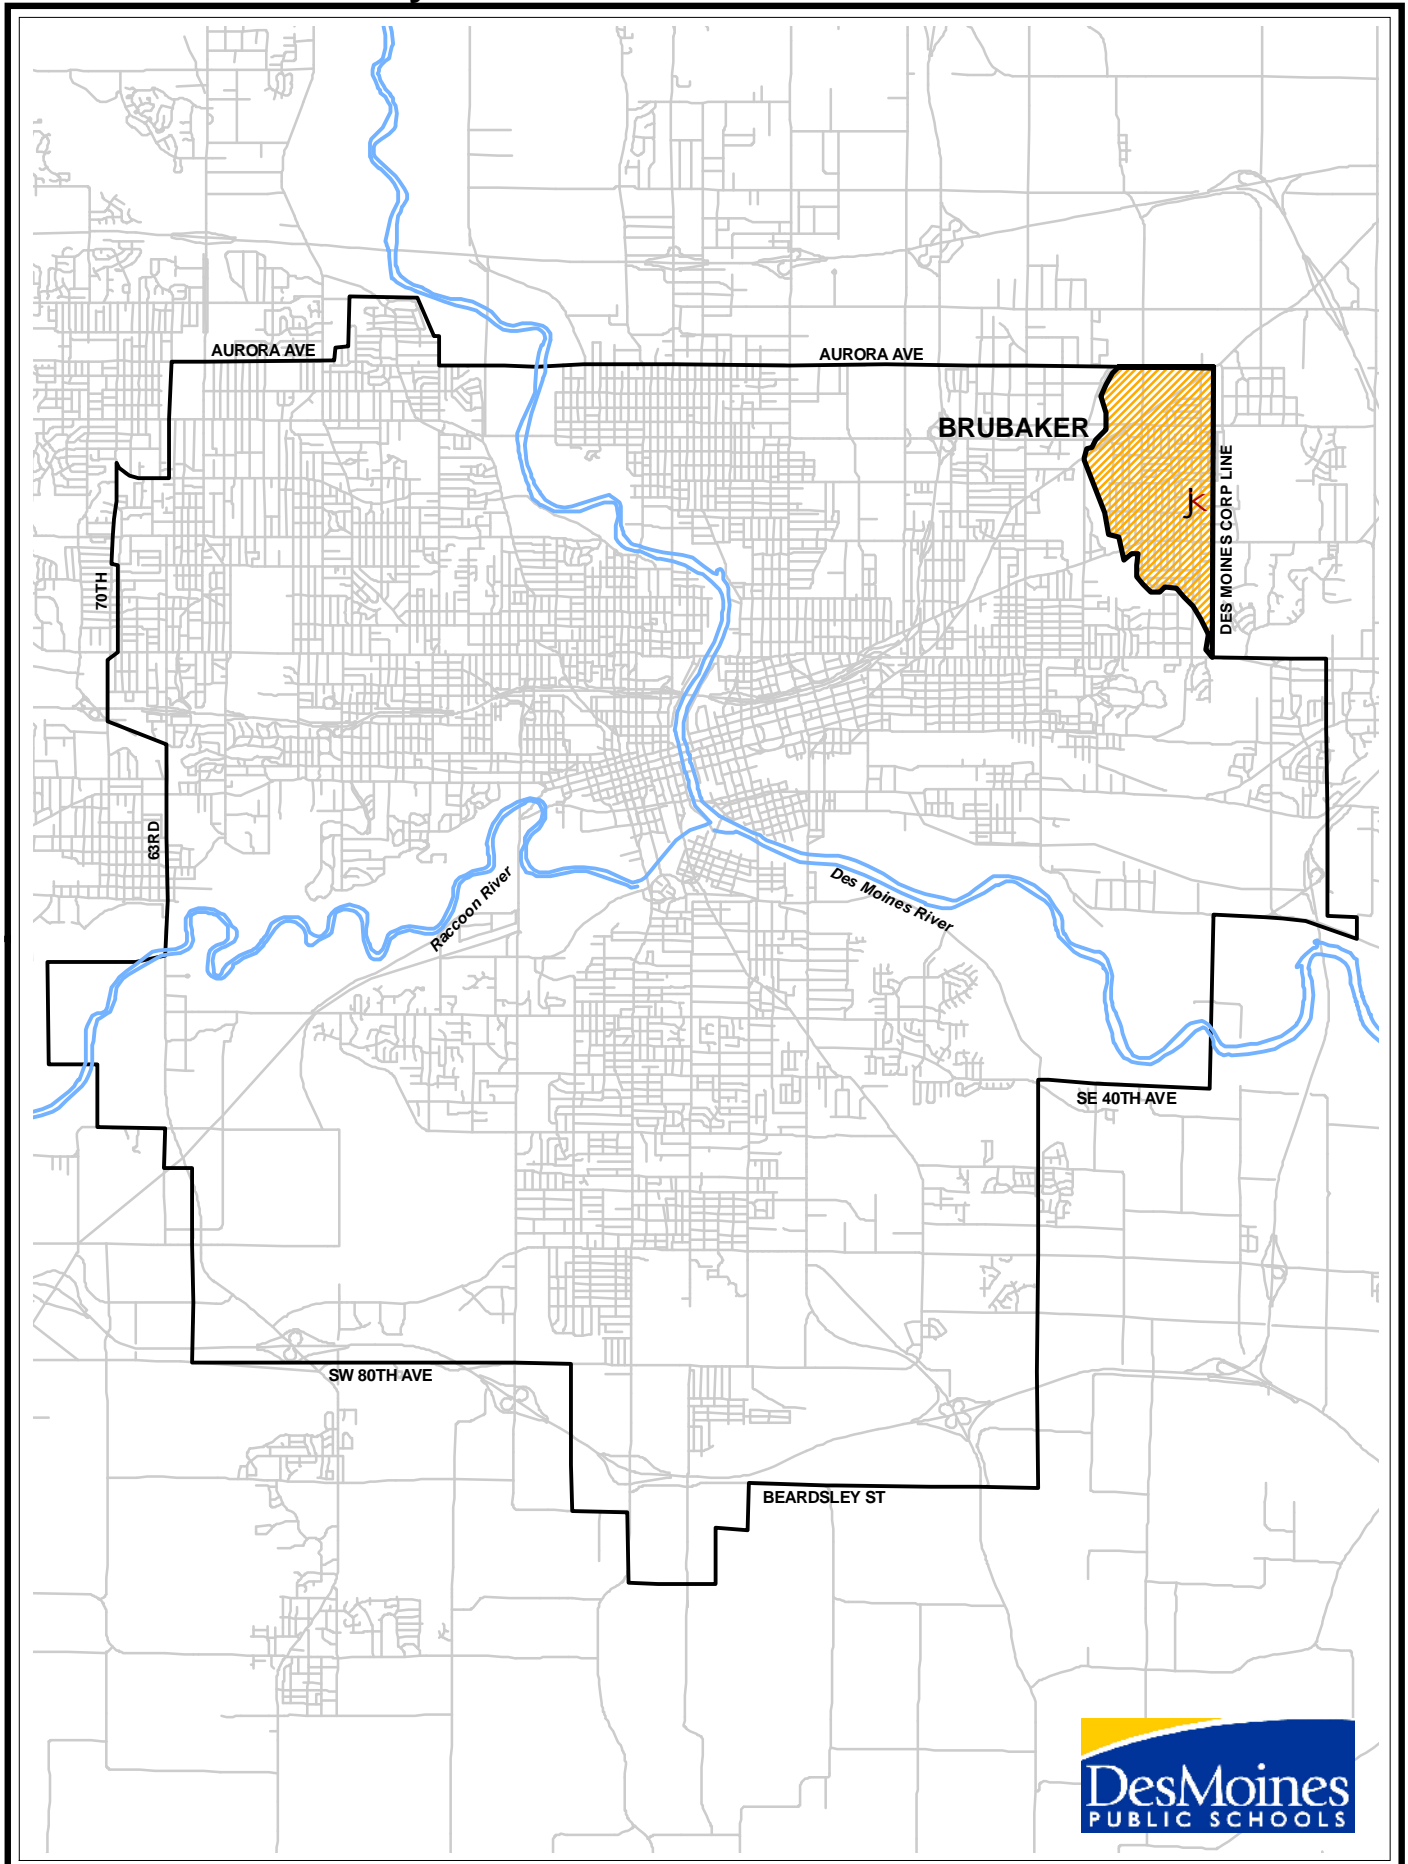 AURORA AVE
AURORA AVE
BRUBAKER
DES MOINES CORP LINE
70TH
63RD
Raccoon River
Des Moines River
SE 40TH AVE
SW 80TH AVE
BEARDSLEY ST
DesMoines
PUBLIC SCHOOLS